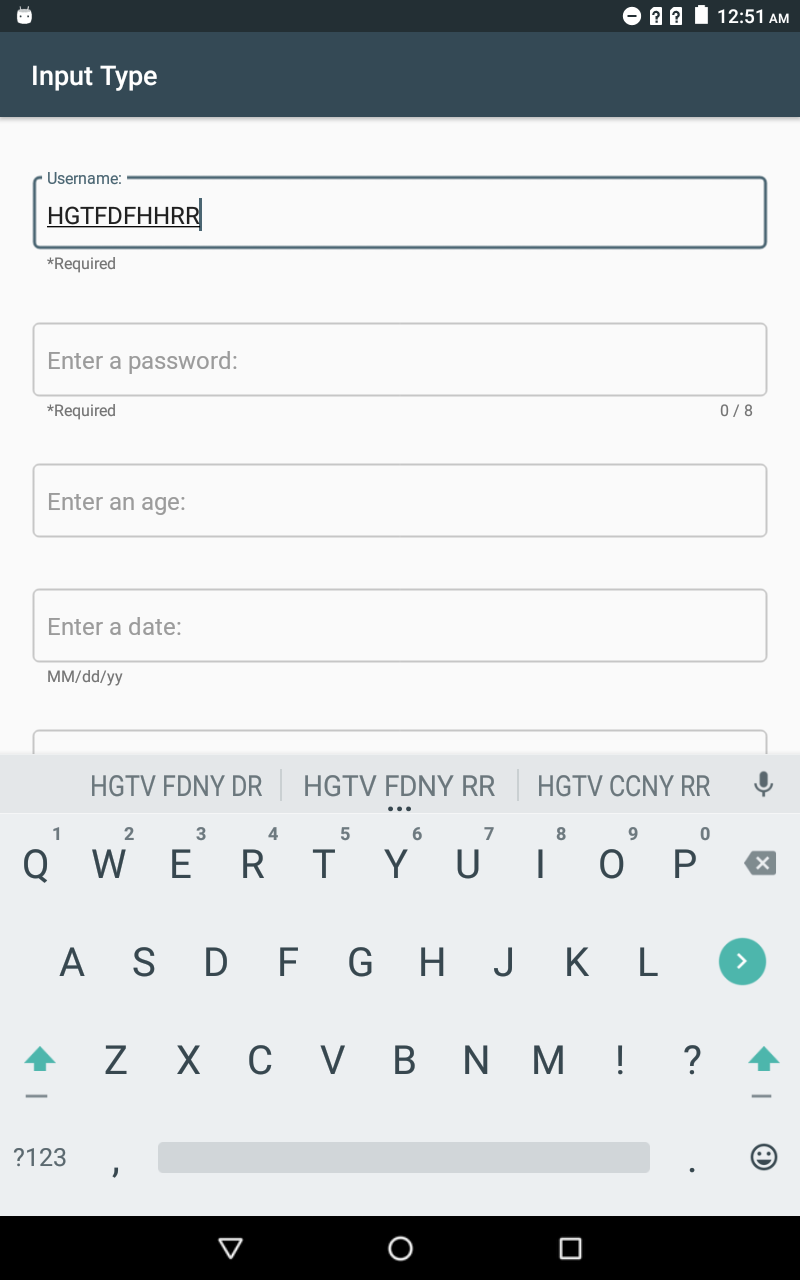 12:51 AM
Input Type
Username:
HGTFDFHHRR
*Required
Enter a password:
*Required 0 / 8
Enter an age:
Enter a date:
MM/dd/yy
HGTV FDNY DR HGTV FDNY RR HGTV CCNY RR
1 2 3 4 5 6 7 8 9 0
Q W E R T Y U I O P
A S D F G H J K L
Z X C V B N M ! ?
?123 , .